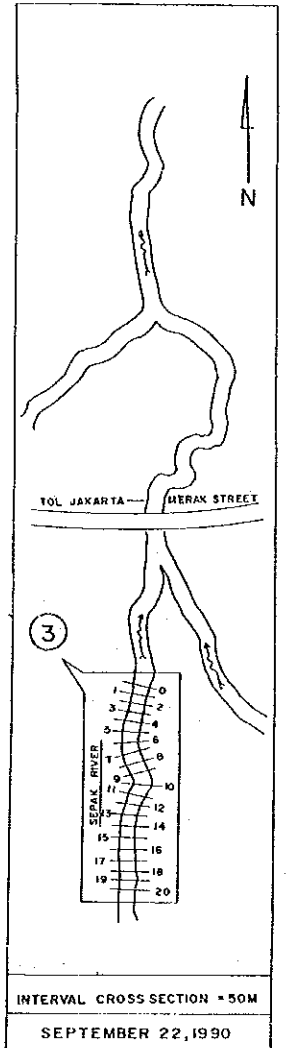 N
TOL JAKARTA MERAK STREET
3
1 0
3 2
5 4
6
7 8
9 10
11 12
13 14
15 16
17 18
19 20
SEPAK RIVER
INTERVAL CROSS SECTION = 50M
SEPTEMBER 22, 1990